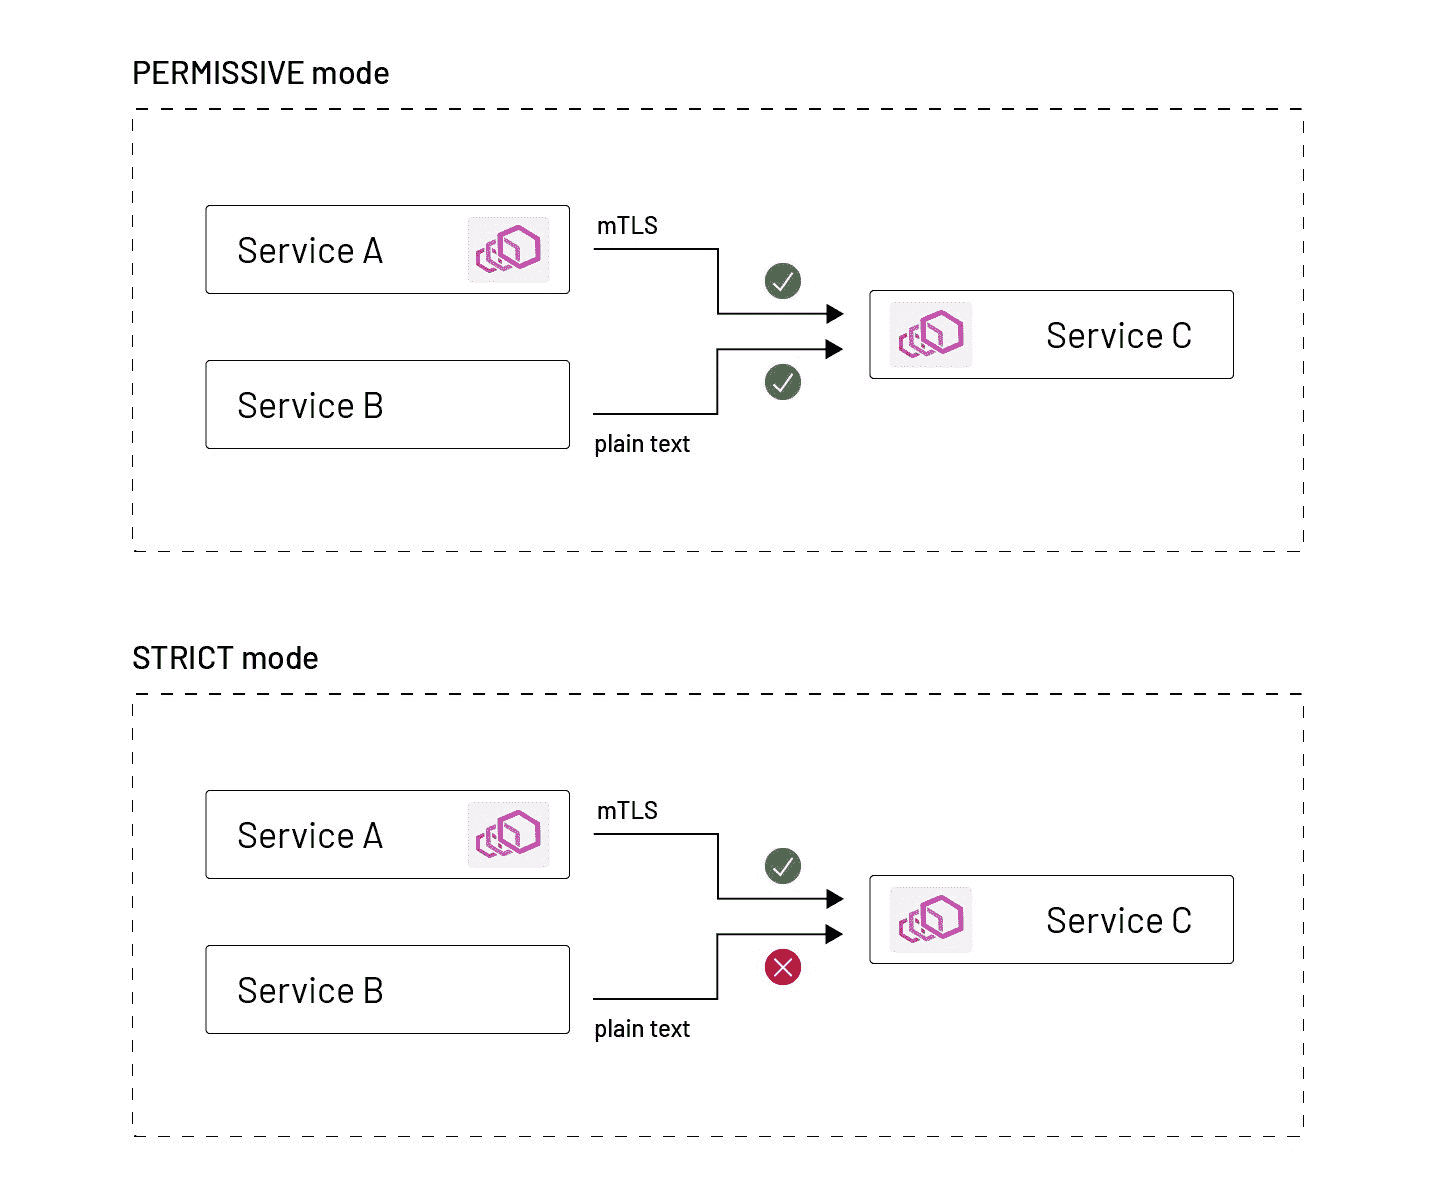 PERMISSIVE mode
Service A
mTLS
Service C
Service B
plain text
STRICT mode
Service A
mTLS
Service C
Service B
plain text